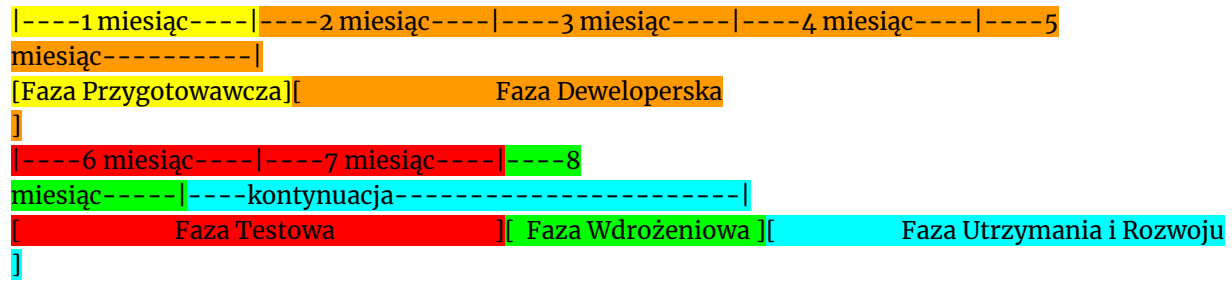 |----1 miesiąc----|----2 miesiąc----|----3 miesiąc----|----4 miesiąc----|----5
miesiąc----------|
[Faza Przygotowawcza][ Faza Deweloperska
]
|----6 miesiąc----|----7 miesiąc----|----8
miesiąc-----|----kontynuacja-----------------------|
[ Faza Testowa ][ Faza Wdrożeniowa ][ Faza Utrzymania i Rozwoju
]